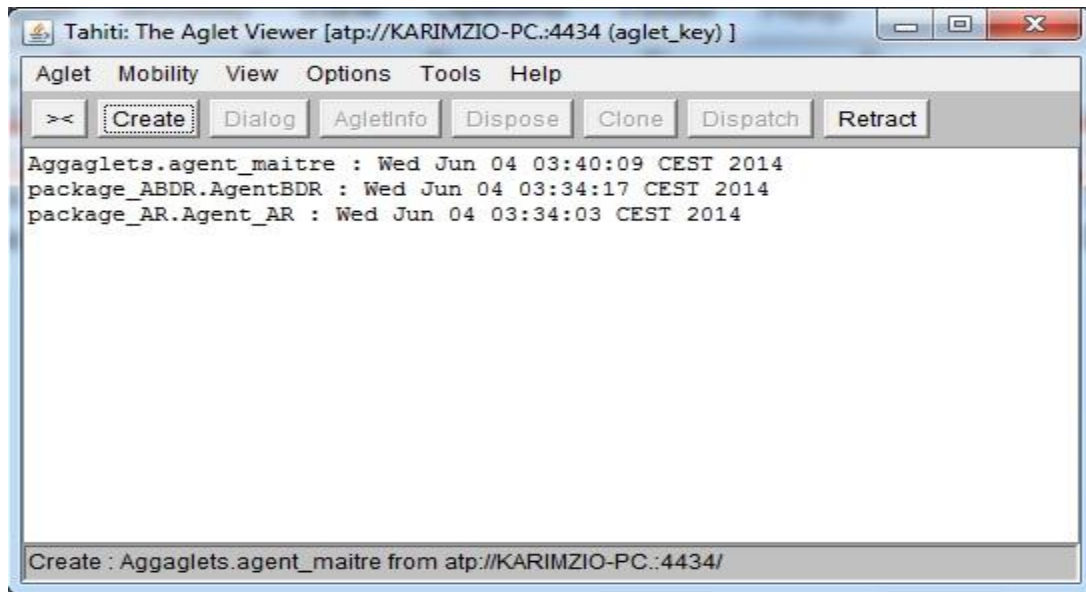 Tahiti: The Aglet Viewer [atp://KARIMZIO-PC.:4434 (aglet_key) ]
Aglet Mobility View Options Tools Help
>< Create Dialog AgletInfo Dispose Clone Dispatch Retract
Aggaglets.agent_maitre : Wed Jun 04 03:40:09 CEST 2014
package_ABDR.AgentBDR : Wed Jun 04 03:34:17 CEST 2014
package_AR.Agent_AR : Wed Jun 04 03:34:03 CEST 2014
Create : Aggaglets.agent_maitre from atp://KARIMZIO-PC.:4434/